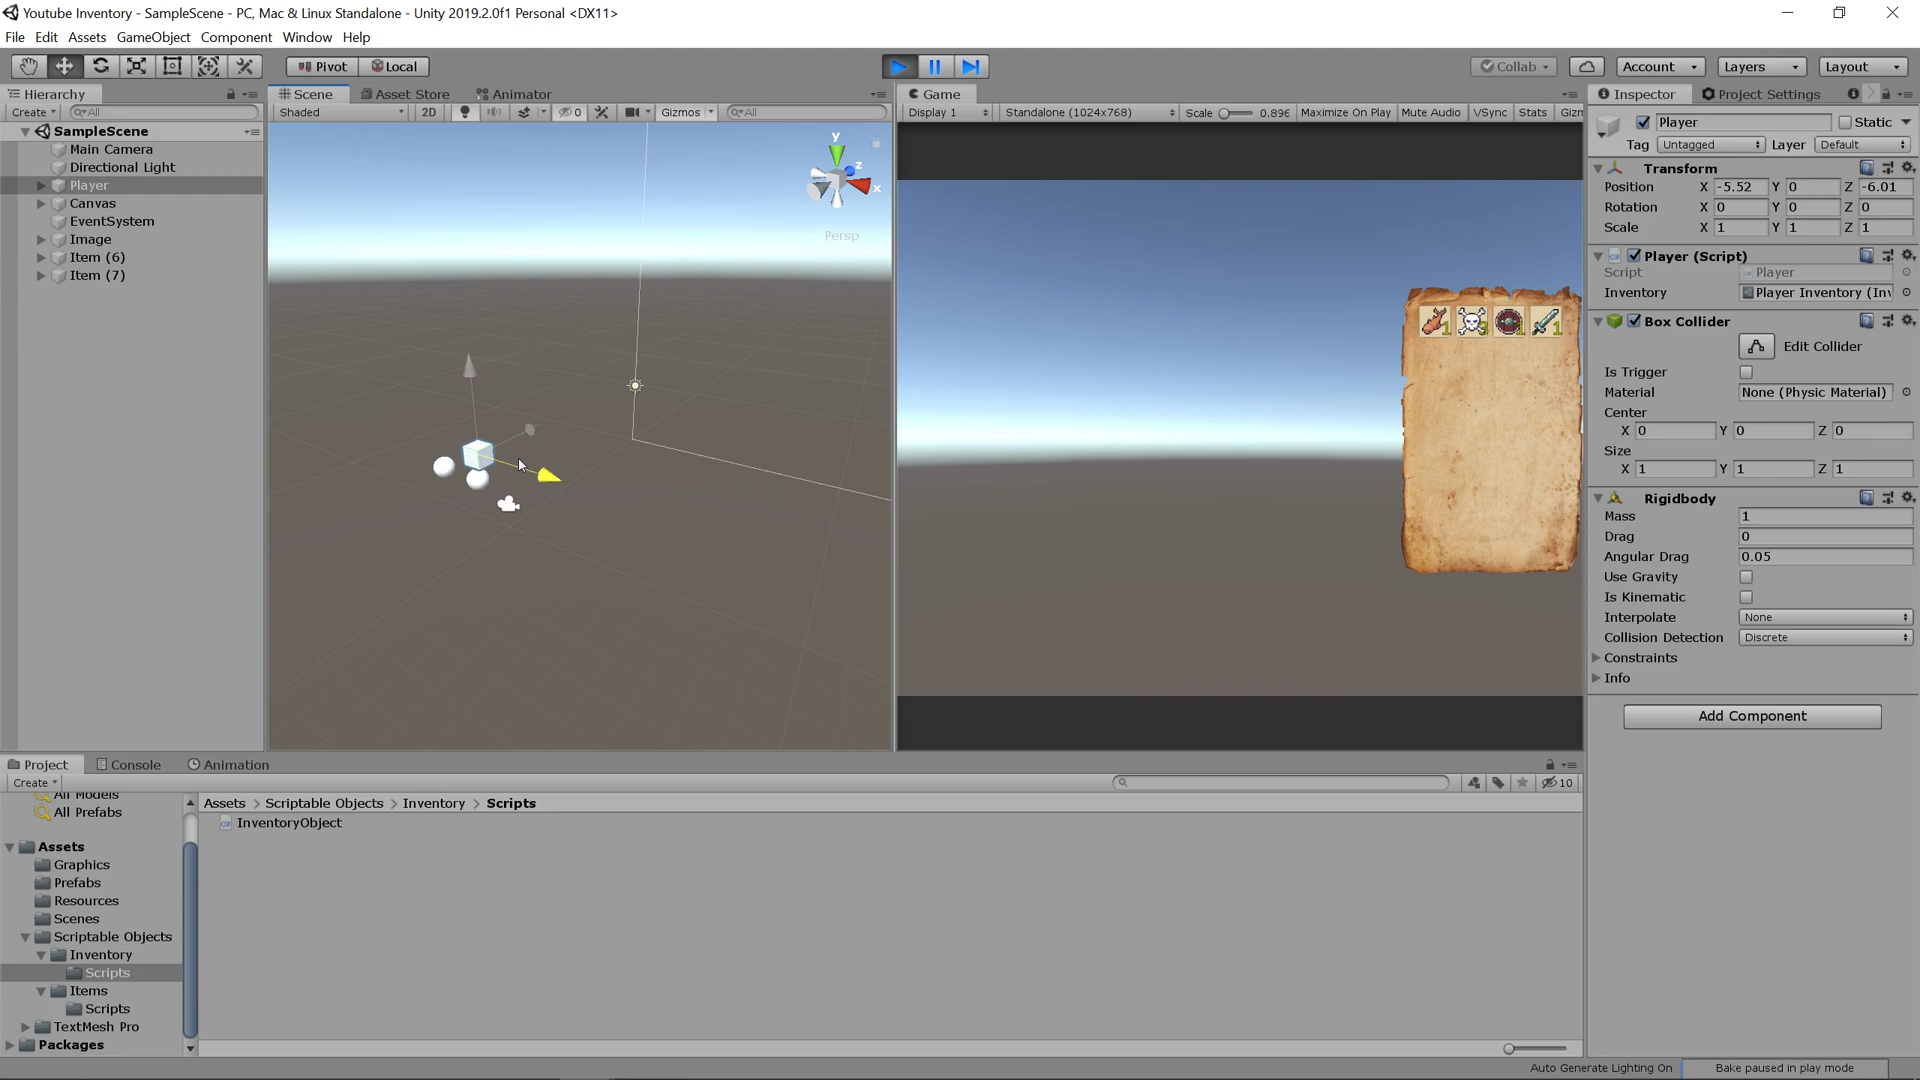 Youtube Inventory - SampleScene - PC, Mac & Linux Standalone - Unity 2019.2.0f1 Personal <DX11>
File Edit Assets GameObject Component Window Help
Pivot Local Collab Account Layers Layout
Hierarchy
Create All
SampleScene
Main Camera
Directional Light
Player
Canvas
EventSystem
Image
Item (6)
Item (7)
Scene Asset Store Animator
Shaded 2D 0 Gizmos All
y
z
x
Persp
Game
Display 1 Standalone (1024x768) Scale 0.896 Maximize On Play Mute Audio VSync Stats Gizn
1 3 1 1
Inspector Project Settings
Player Static
Tag Untagged Layer Default
Transform
Position X -5.52 Y 0 Z -6.01
Rotation X 0 Y 0 Z 0
Scale X 1 Y 1 Z 1
Player (Script)
Script Player
Inventory Player Inventory (Inv
Box Collider
Edit Collider
Is Trigger
Material None (Physic Material)
Center
X 0 Y 0 Z 0
Size
X 1 Y 1 Z 1
Rigidbody
Mass 1
Drag 0
Angular Drag 0.05
Use Gravity
Is Kinematic
Interpolate None
Collision Detection Discrete
Constraints
Info
Add Component
Project Console Animation
Create 10
All Models
All Prefabs
Assets
Graphics
Prefabs
Resources
Scenes
Scriptable Objects
Inventory
Scripts
Items
Scripts
TextMesh Pro
Packages
Assets > Scriptable Objects > Inventory > Scripts
InventoryObject
Auto Generate Lighting On Bake paused in play mode